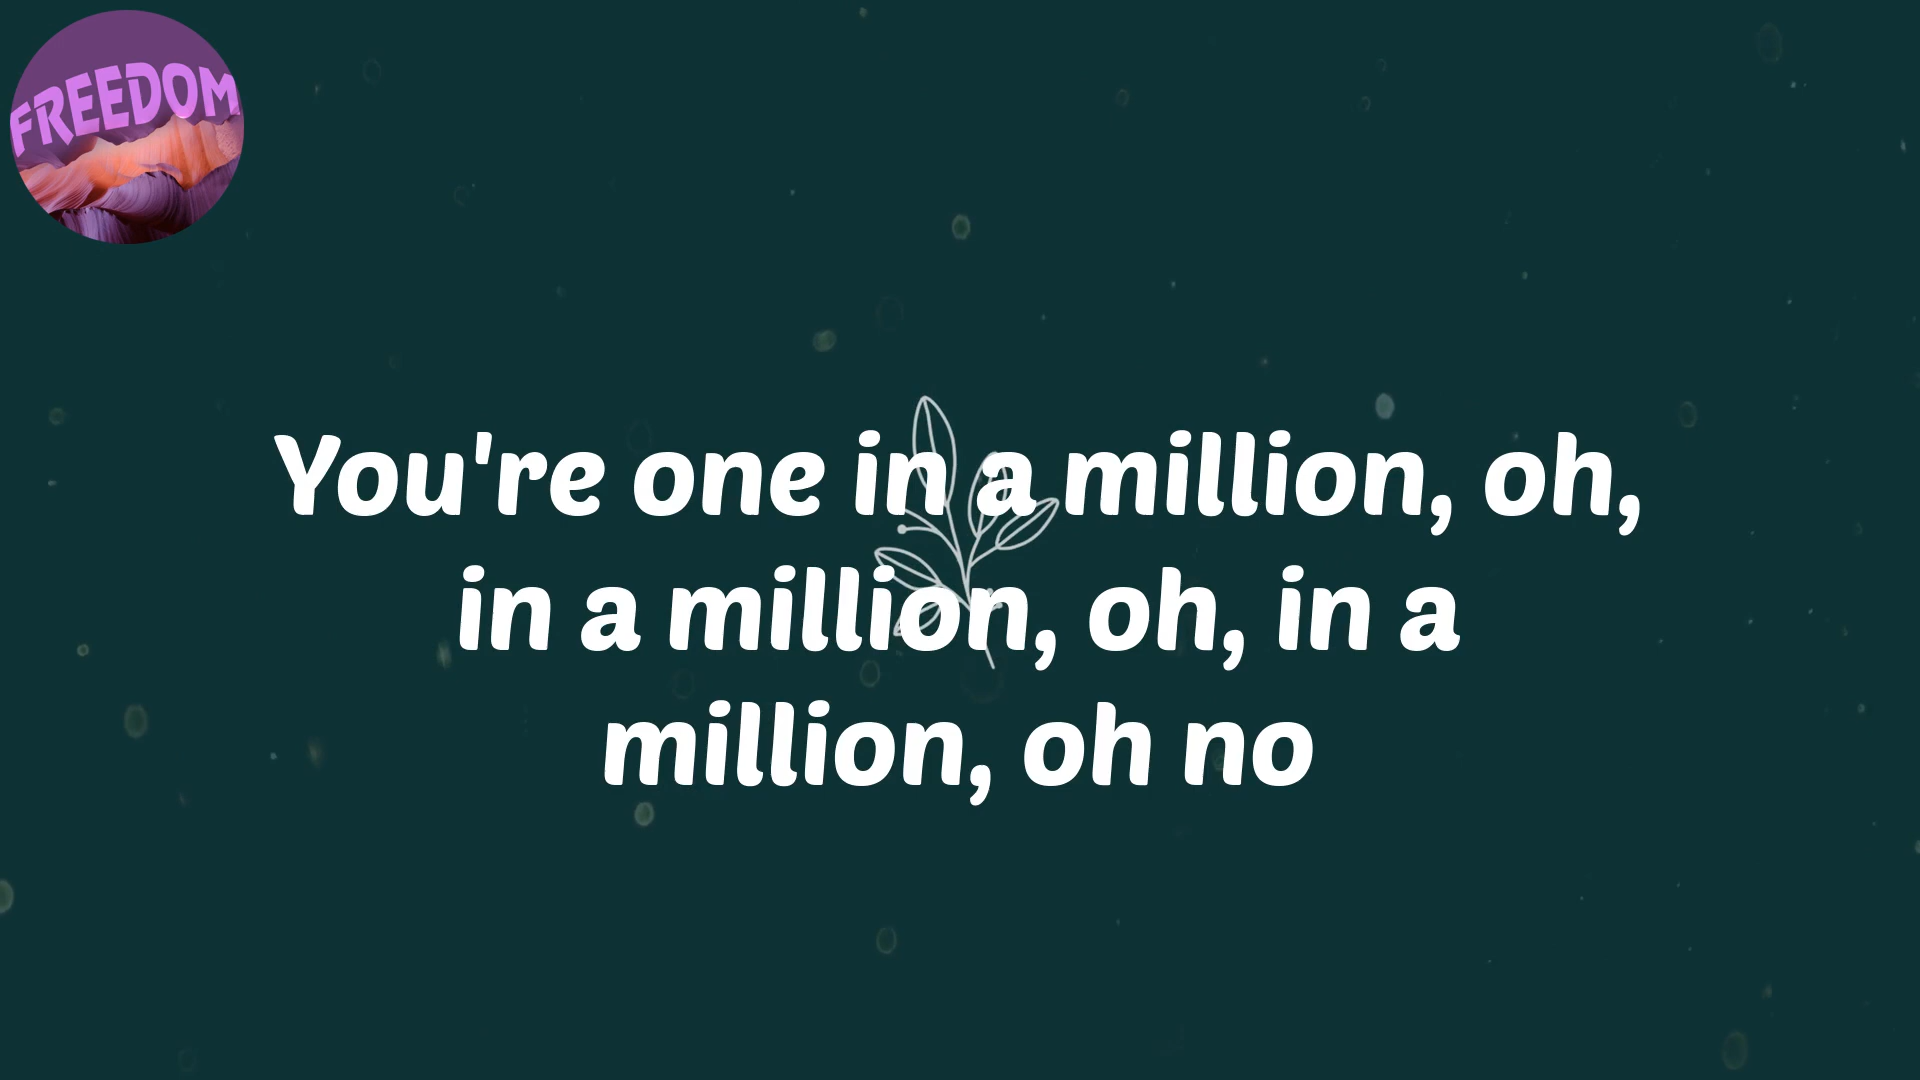 FREEDOM
You're one in a million, oh,
in a million, oh, in a
million, oh no